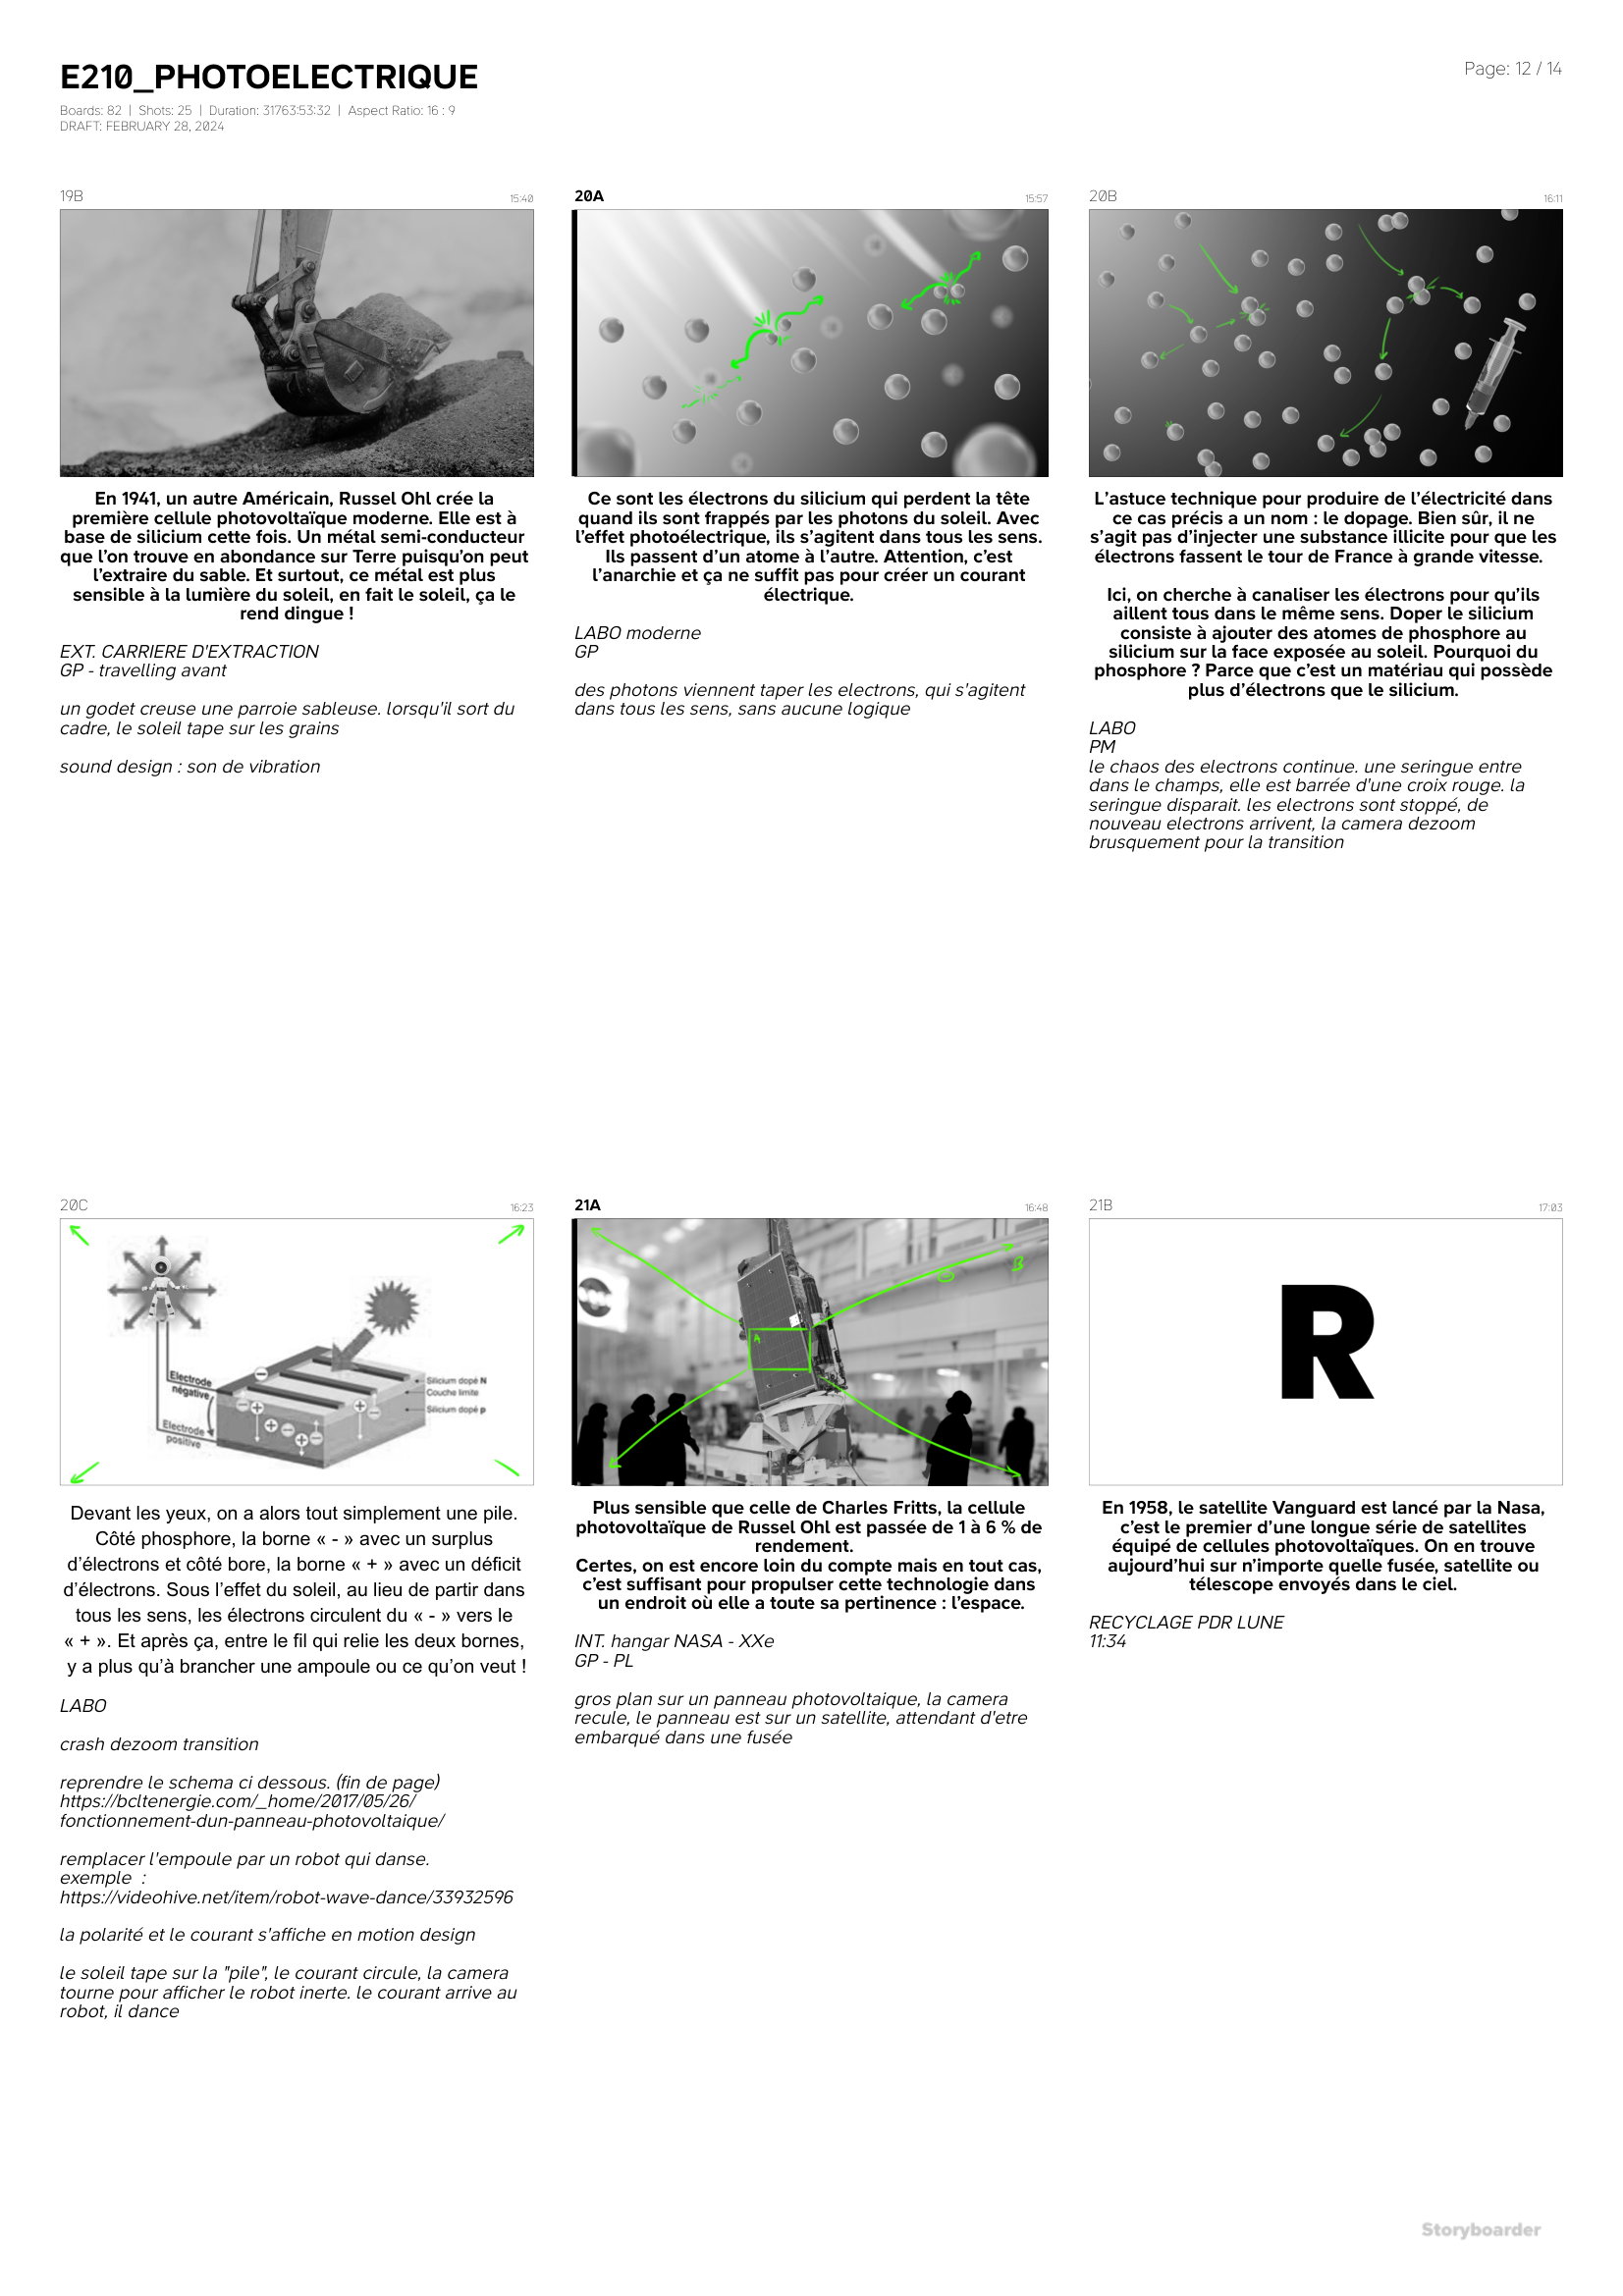 E210_PHOTOELECTRIQUE
Page: 12 / 14
Boards: 82 | Shots: 25 | Duration: 31763:53:32 | Aspect Ratio: 16 : 9
DRAFT: FEBRUARY 28, 2024
19B
15:40
En 1941, un autre Américain, Russel Ohl crée la
première cellule photovoltaïque moderne. Elle est à
base de silicium cette fois. Un métal semi-conducteur
que l’on trouve en abondance sur Terre puisqu’on peut
l’extraire du sable. Et surtout, ce métal est plus
sensible à la lumière du soleil, en fait le soleil, ça le
rend dingue !
EXT. CARRIERE D'EXTRACTION
GP - travelling avant
un godet creuse une parroie sableuse. lorsqu'il sort du
cadre, le soleil tape sur les grains
sound design : son de vibration
20A
15:57
Ce sont les électrons du silicium qui perdent la tête
quand ils sont frappés par les photons du soleil. Avec
l’effet photoélectrique, ils s’agitent dans tous les sens.
Ils passent d’un atome à l’autre. Attention, c’est
l’anarchie et ça ne suffit pas pour créer un courant
électrique.
LABO moderne
GP
des photons viennent taper les electrons, qui s'agitent
dans tous les sens, sans aucune logique
20B
16:11
L’astuce technique pour produire de l’électricité dans
ce cas précis a un nom : le dopage. Bien sûr, il ne
s’agit pas d’injecter une substance illicite pour que les
électrons fassent le tour de France à grande vitesse.
Ici, on cherche à canaliser les électrons pour qu’ils
aillent tous dans le même sens. Doper le silicium
consiste à ajouter des atomes de phosphore au
silicium sur la face exposée au soleil. Pourquoi du
phosphore ? Parce que c’est un matériau qui possède
plus d’électrons que le silicium.
LABO
PM
le chaos des electrons continue. une seringue entre
dans le champs, elle est barrée d'une croix rouge. la
seringue disparait. les electrons sont stoppé, de
nouveau electrons arrivent, la camera dezoom
brusquement pour la transition
20C
16:23
Electrode
négative
Electrode
positive
Silicium dopé N
Couche limite
Silicium dopé p
Devant les yeux, on a alors tout simplement une pile.
Côté phosphore, la borne « - » avec un surplus
d’électrons et côté bore, la borne « + » avec un déficit
d’électrons. Sous l’effet du soleil, au lieu de partir dans
tous les sens, les électrons circulent du « - » vers le
« + ». Et après ça, entre le fil qui relie les deux bornes,
y a plus qu’à brancher une ampoule ou ce qu’on veut !
LABO
crash dezoom transition
reprendre le schema ci dessous. (fin de page)
https://bcltenergie.com/_home/2017/05/26/
fonctionnement-dun-panneau-photovoltaique/
remplacer l'empoule par un robot qui danse.
exemple :
https://videohive.net/item/robot-wave-dance/33932596
la polarité et le courant s'affiche en motion design
le soleil tape sur la "pile", le courant circule, la camera
tourne pour afficher le robot inerte. le courant arrive au
robot, il dance
21A
16:48
A
B
Plus sensible que celle de Charles Fritts, la cellule
photovoltaïque de Russel Ohl est passée de 1 à 6 % de
rendement.
Certes, on est encore loin du compte mais en tout cas,
c’est suffisant pour propulser cette technologie dans
un endroit où elle a toute sa pertinence : l’espace.
INT. hangar NASA - XXe
GP - PL
gros plan sur un panneau photovoltaique, la camera
recule, le panneau est sur un satellite, attendant d'etre
embarqué dans une fusée
21B
17:03
R
En 1958, le satellite Vanguard est lancé par la Nasa,
c’est le premier d’une longue série de satellites
équipé de cellules photovoltaïques. On en trouve
aujourd’hui sur n’importe quelle fusée, satellite ou
télescope envoyés dans le ciel.
RECYCLAGE PDR LUNE
11:34
Storyboarder